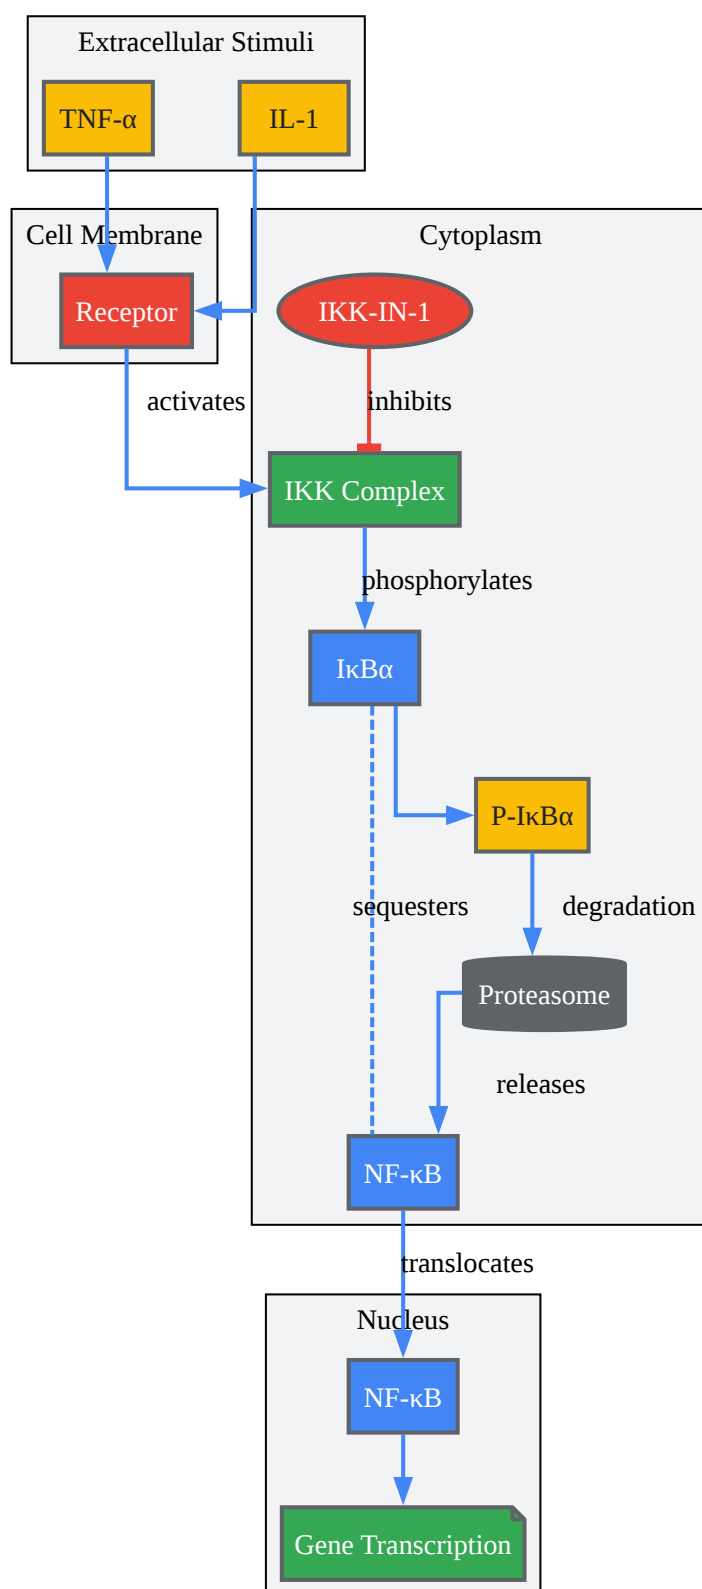 Extracellular Stimuli
TNF-α
IL-1
Cell Membrane
Cytoplasm
Receptor
IKK-IN-1
activates
inhibits
IKK Complex
phosphorylates
IκBα
P-IκBα
sequesters
degradation
Proteasome
releases
NF-κB
translocates
Nucleus
NF-κB
Gene Transcription